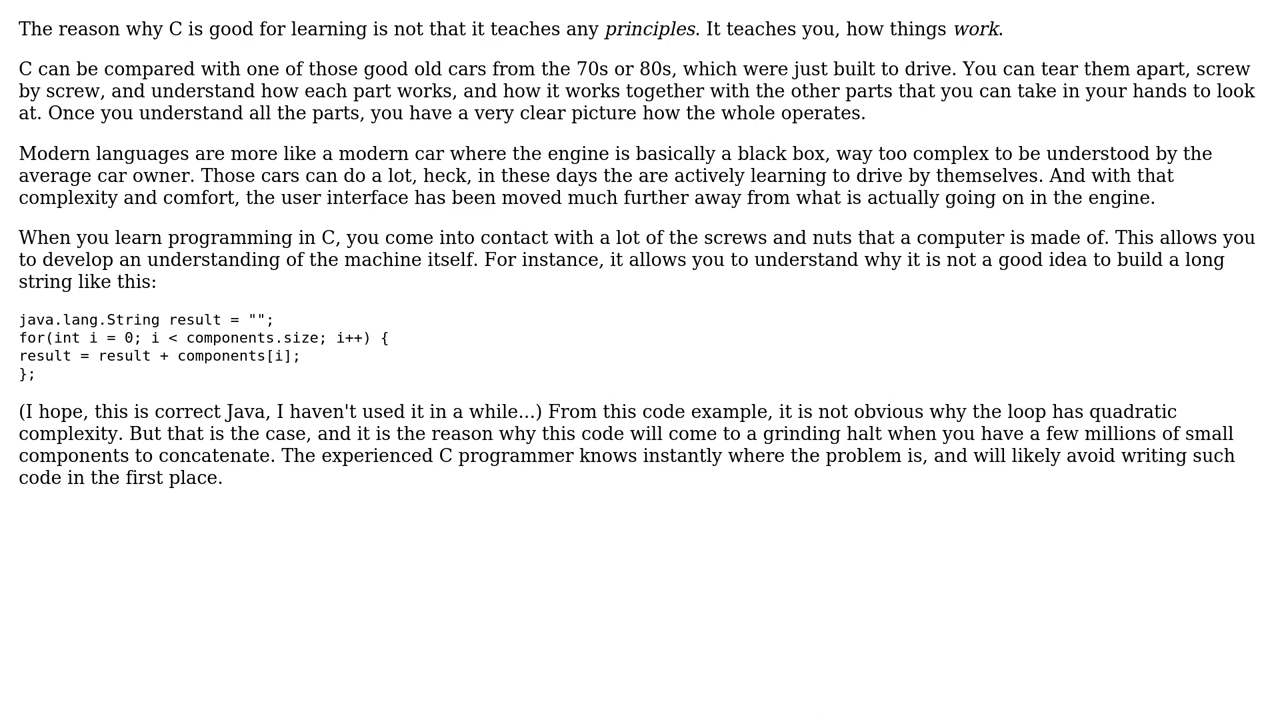 The reason why C is good for learning is not that it teaches any principles. It teaches you, how things work.
C can be compared with one of those good old cars from the 70s or 80s, which were just built to drive. You can tear them apart, screw
by screw, and understand how each part works, and how it works together with the other parts that you can take in your hands to look
at. Once you understand all the parts, you have a very clear picture how the whole operates.
Modern languages are more like a modern car where the engine is basically a black box, way too complex to be understood by the
average car owner. Those cars can do a lot, heck, in these days the are actively learning to drive by themselves. And with that
complexity and comfort, the user interface has been moved much further away from what is actually going on in the engine.
When you learn programming in C, you come into contact with a lot of the screws and nuts that a computer is made of. This allows you
to develop an understanding of the machine itself. For instance, it allows you to understand why it is not a good idea to build a long
string like this:
java.lang.String result = "";
for(int i = 0; i < components.size; i++) {
result = result + components[i];
};
(I hope, this is correct Java, I haven't used it in a while...) From this code example, it is not obvious why the loop has quadratic
complexity. But that is the case, and it is the reason why this code will come to a grinding halt when you have a few millions of small
components to concatenate. The experienced C programmer knows instantly where the problem is, and will likely avoid writing such
code in the first place.